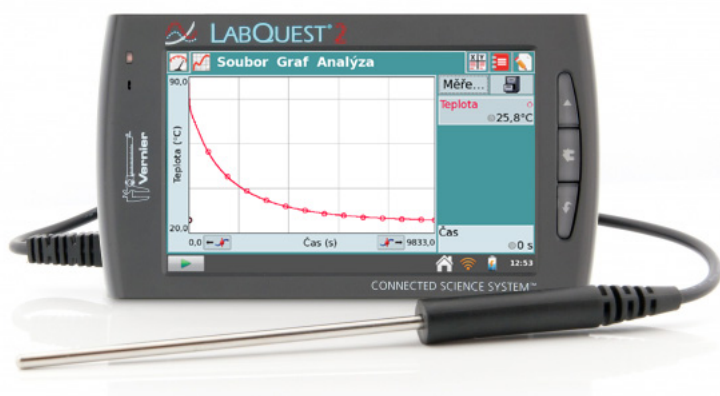 LABQUEST® 2
Soubor Graf Analýza
Měře...
90,0
Teplota
25,8°C
Teplota (°C)
Vernier
20,0
0,0
Čas (s)
9833,0
Čas
0 s
12:53
CONNECTED SCIENCE SYSTEM™